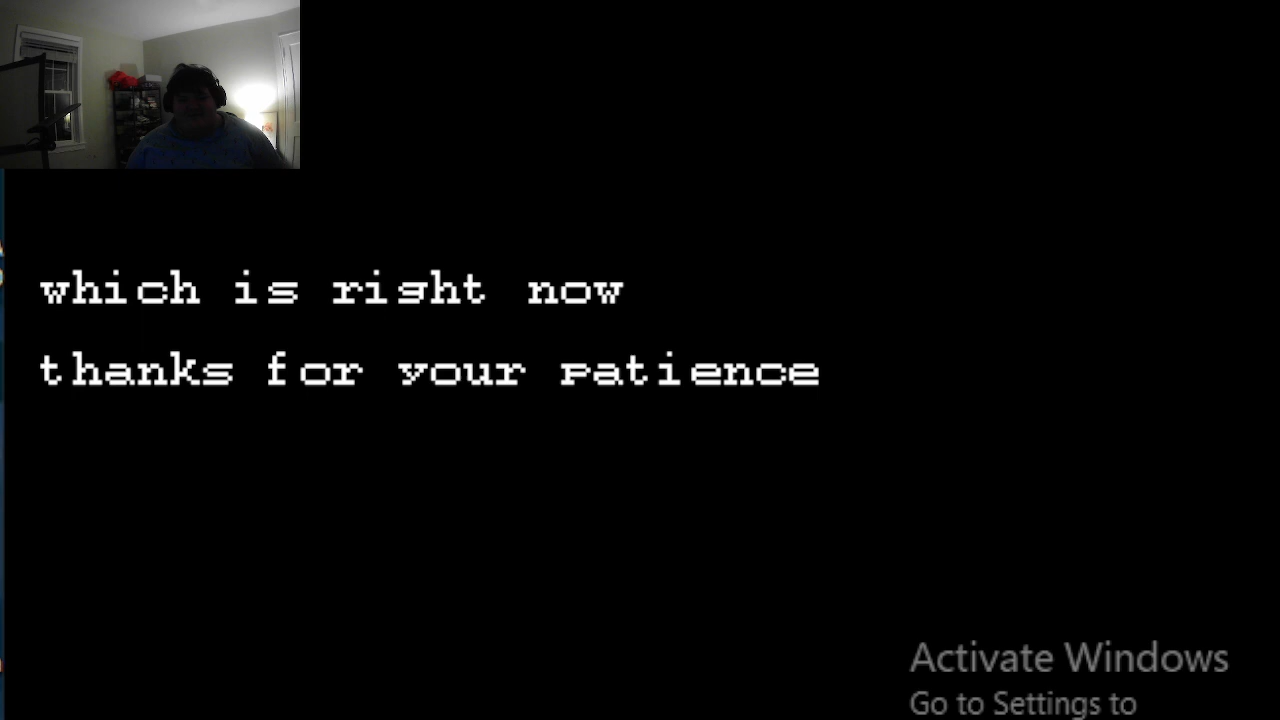 which is right now
thanks for your patience
Activate Windows
Go to Settings to